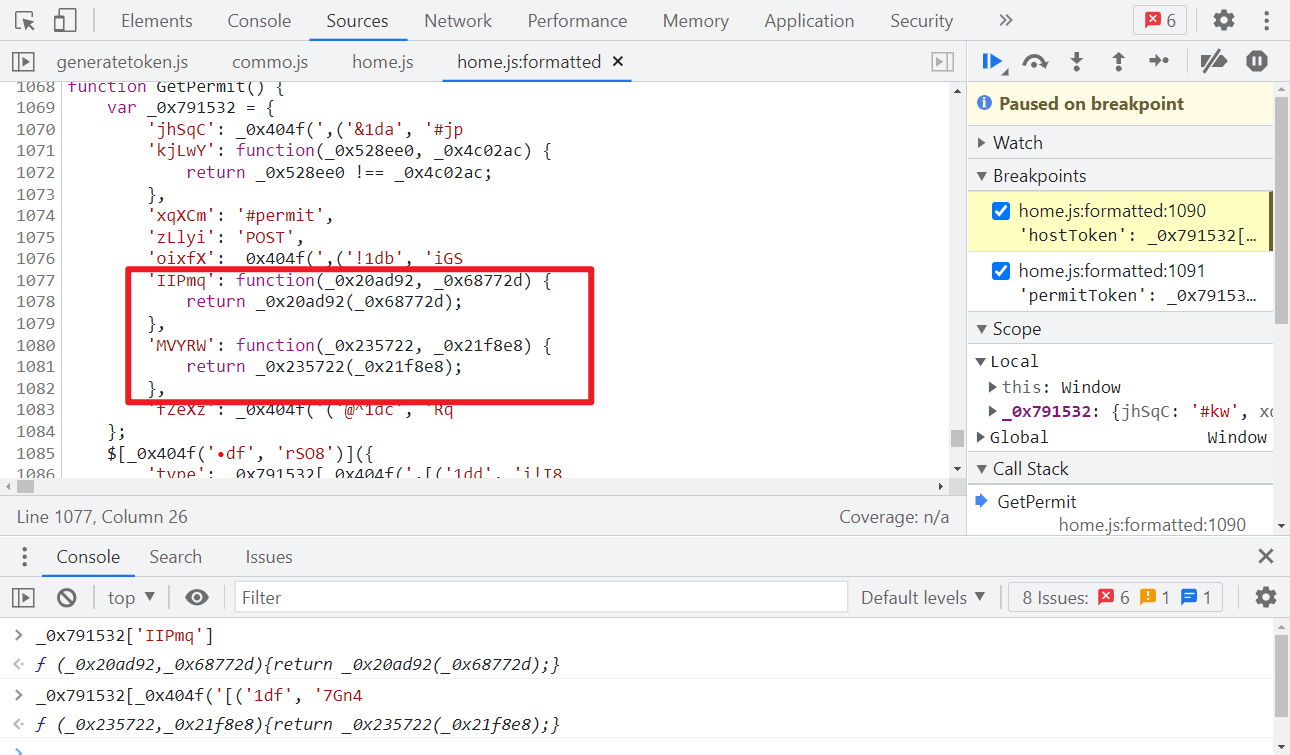 Elements Console Sources Network Performance Memory Application Security 6
generatetoken.js commo.js home.js home.js:formatted
1068 function GetPermit() {
1069 var _0x791532 = {
1070 'jhSqC': _0x404f(',('&1da', '#jp
1071 'kjLwY': function(_0x528ee0, _0x4c02ac) {
1072 return _0x528ee0 !== _0x4c02ac;
1073 },
1074 'xqXCm': '#permit',
1075 'zLlyi': 'POST',
1076 'oixfX': _0x404f(',('!1db', 'iGS
1077 'IIPmq': function(_0x20ad92, _0x68772d) {
1078 return _0x20ad92(_0x68772d);
1079 },
1080 'MVYRW': function(_0x235722, _0x21f8e8) {
1081 return _0x235722(_0x21f8e8);
1082 },
1083 'fZeXz': _0x404f('('@^1dc', 'Rq
1084 };
1085 $[_0x404f('•df', 'rSO8')]({
1086 'type': _0x791532[_0x404f('.[('1dd', 'i!I8
Line 1077, Column 26 Coverage: n/a
Paused on breakpoint
Watch
Breakpoints
home.js:formatted:1090
'hostToken': _0x791532[…
home.js:formatted:1091
'permitToken': _0x79153…
Scope
Local
this: Window
_0x791532: {jhSqC: '#kw', xc
Global Window
Call Stack
GetPermit
home.js:formatted:1090
Console Search Issues
top Filter Default levels 8 Issues: 6 1 1
> _0x791532['IIPmq']
ƒ (_0x20ad92,_0x68772d){return _0x20ad92(_0x68772d);}
> _0x791532[_0x404f('[('1df', '7Gn4
ƒ (_0x235722,_0x21f8e8){return _0x235722(_0x21f8e8);}
>